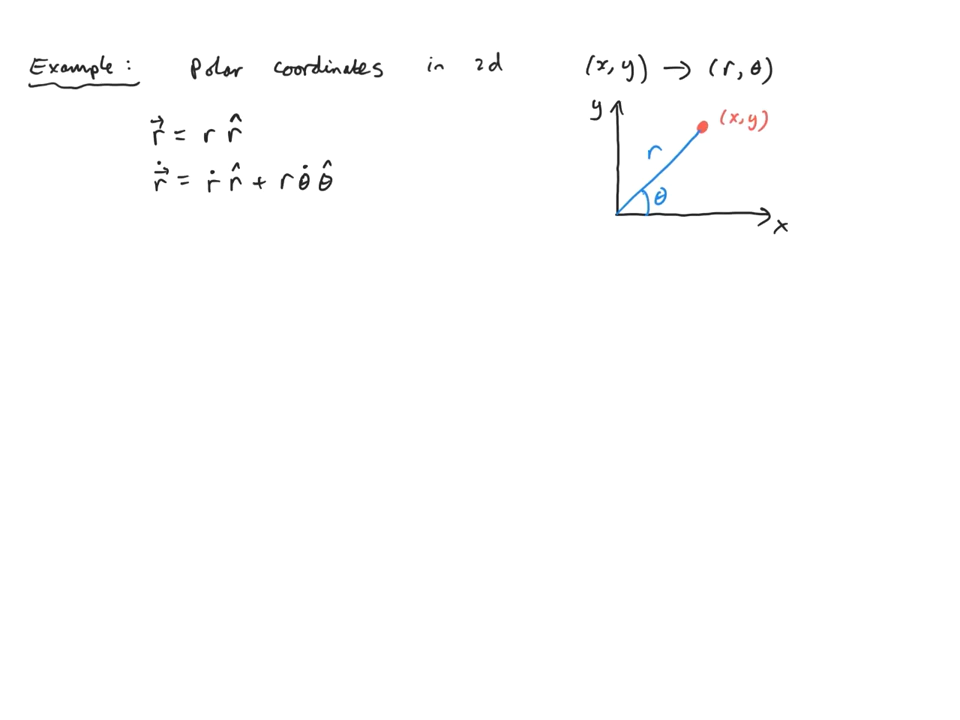 Example: Polar coordinates in 2d (x, y) → (r, θ)
y
(x, y)
r⃗ = r r̂
r
ṙ⃗ = ṙ r̂ + r θ̇ θ̂
θ
x